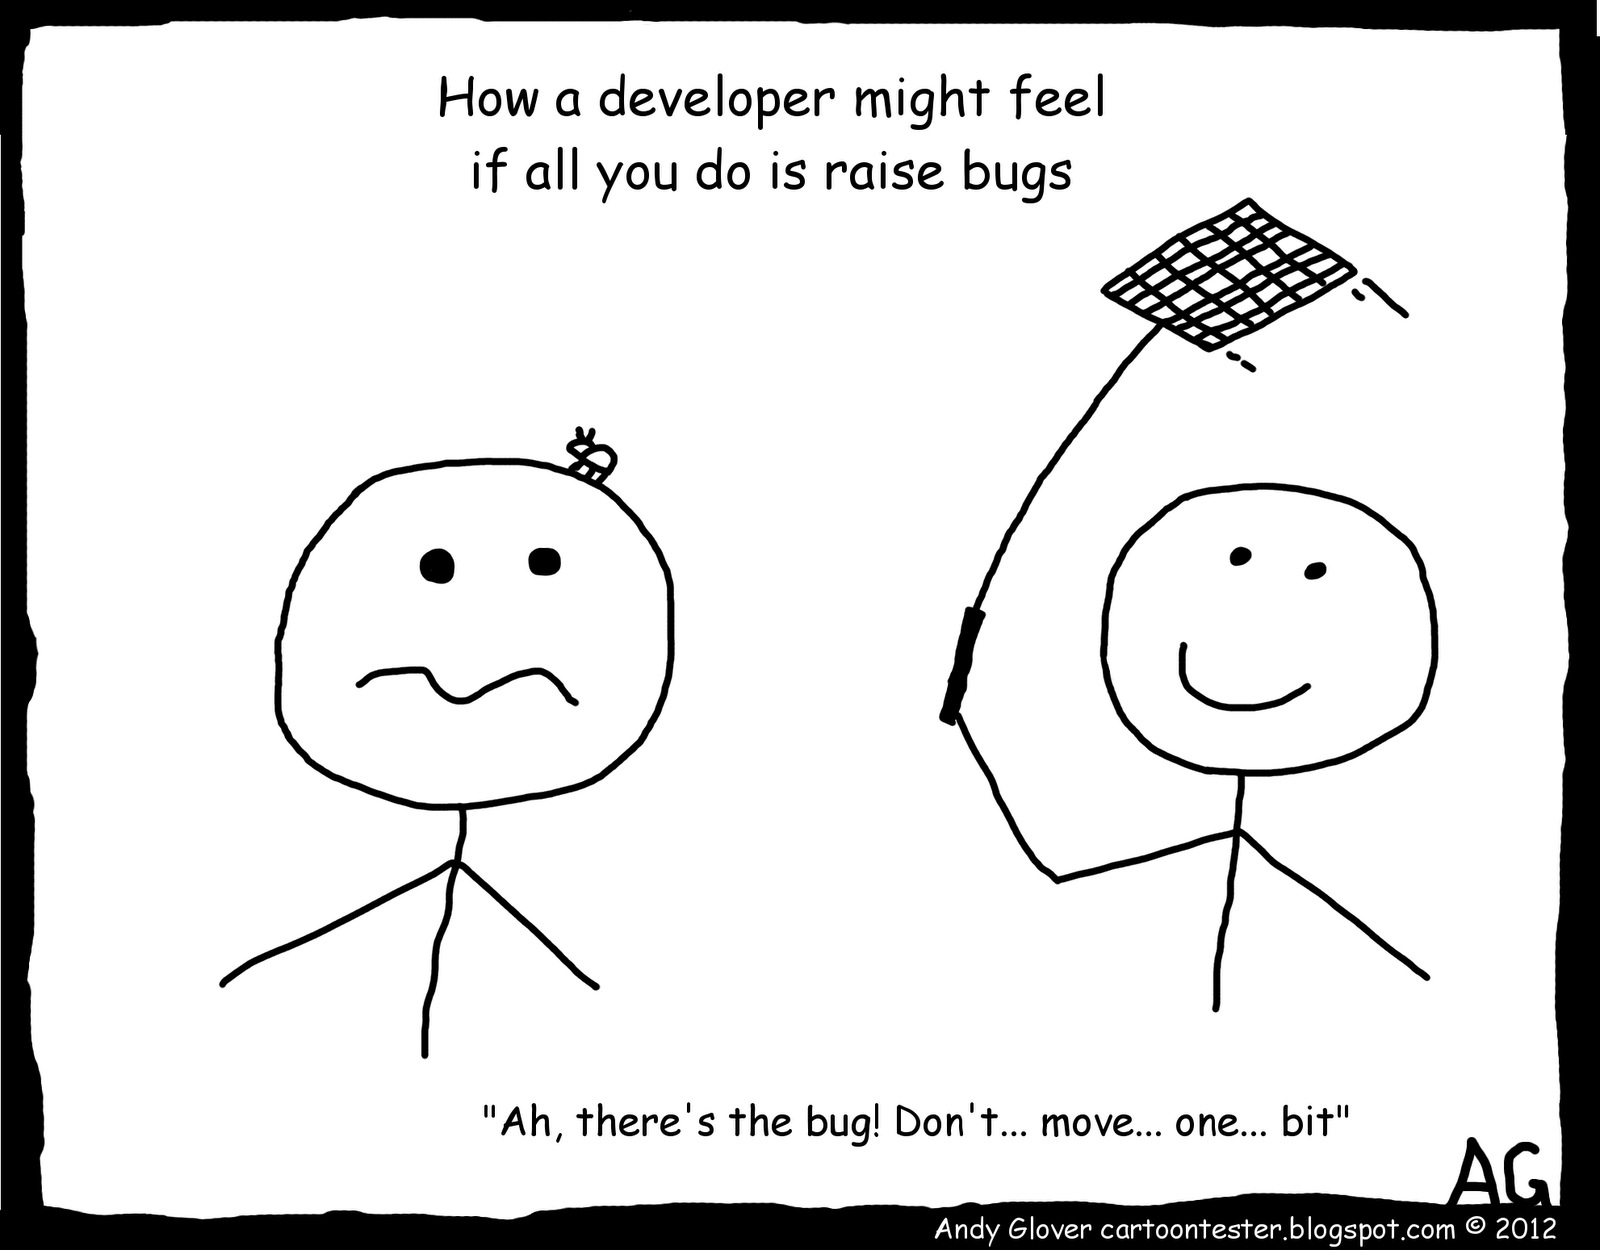 How a developer might feel
if all you do is raise bugs
"Ah, there's the bug! Don't... move... one... bit"
AG
Andy Glover cartoontester.blogspot.com © 2012